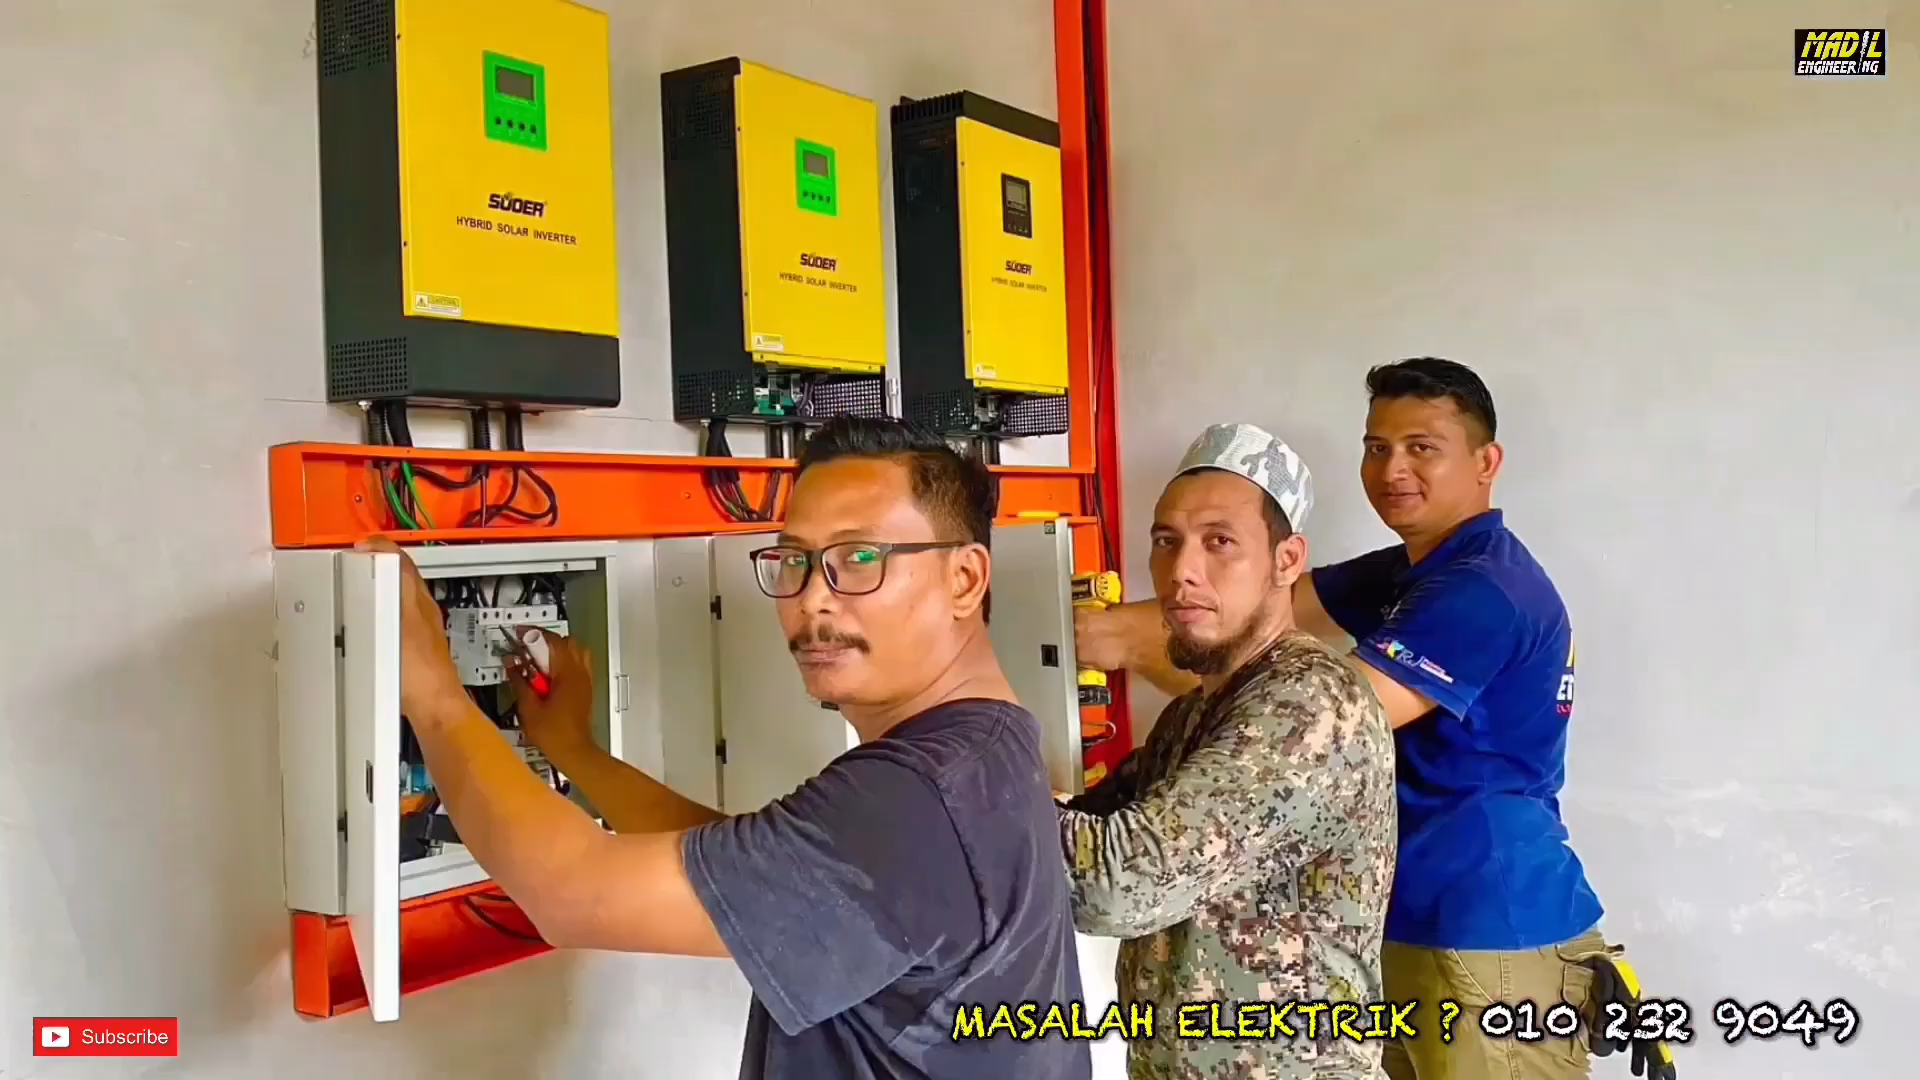 MADIL
ENGINEERING
SUOER
HYBRID SOLAR INVERTER
SUOER
HYBRID SOLAR INVERTER
SUOER
HYBRID SOLAR INVERTER
MASALAH ELEKTRIK ? 010 232 9049
Subscribe